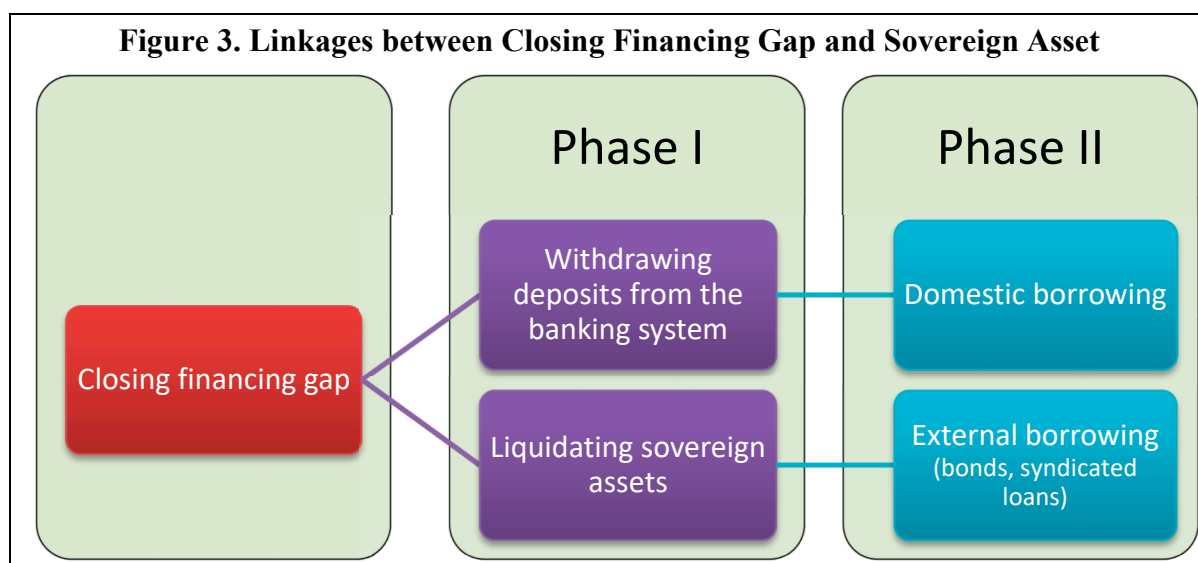 Figure 3. Linkages between Closing Financing Gap and Sovereign Asset
Closing financing gap
Phase I
Withdrawing
deposits from the
banking system
Liquidating sovereign
assets
Phase II
Domestic borrowing
External borrowing
(bonds, syndicated
loans)